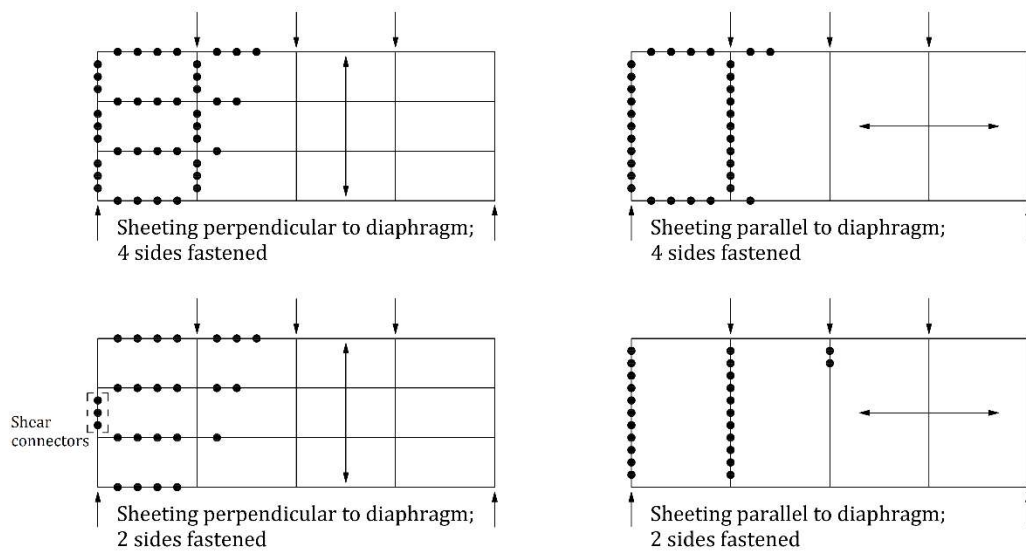 Sheeting perpendicular to diaphragm;
4 sides fastened
Sheeting parallel to diaphragm;
4 sides fastened
Shear
connectors
Sheeting perpendicular to diaphragm;
2 sides fastened
Sheeting parallel to diaphragm;
2 sides fastened